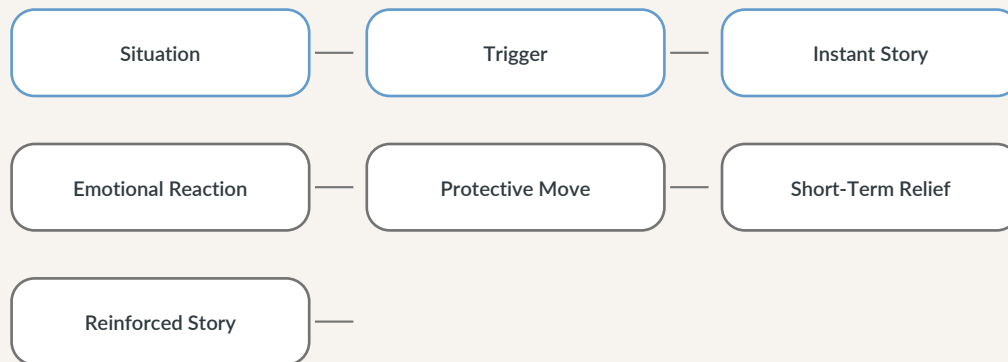 Situation
Trigger
Instant Story
Emotional Reaction
Protective Move
Short-Term Relief
Reinforced Story